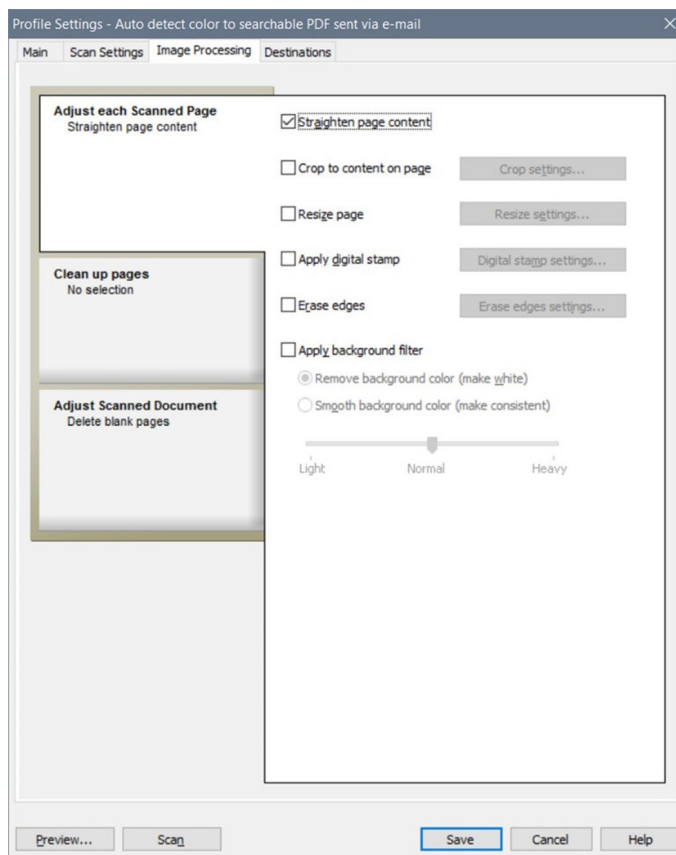 Profile Settings - Auto detect color to searchable PDF sent via e-mail
Main Scan Settings Image Processing Destinations
Adjust each Scanned Page
Straighten page content
Clean up pages
No selection
Adjust Scanned Document
Delete blank pages
Straighten page content
Crop to content on page Crop settings...
Resize page Resize settings...
Apply digital stamp Digital stamp settings...
Erase edges Erase edges settings...
Apply background filter
Remove background color (make white)
Smooth background color (make consistent)
Light Normal Heavy
Preview... Scan Save Cancel Help